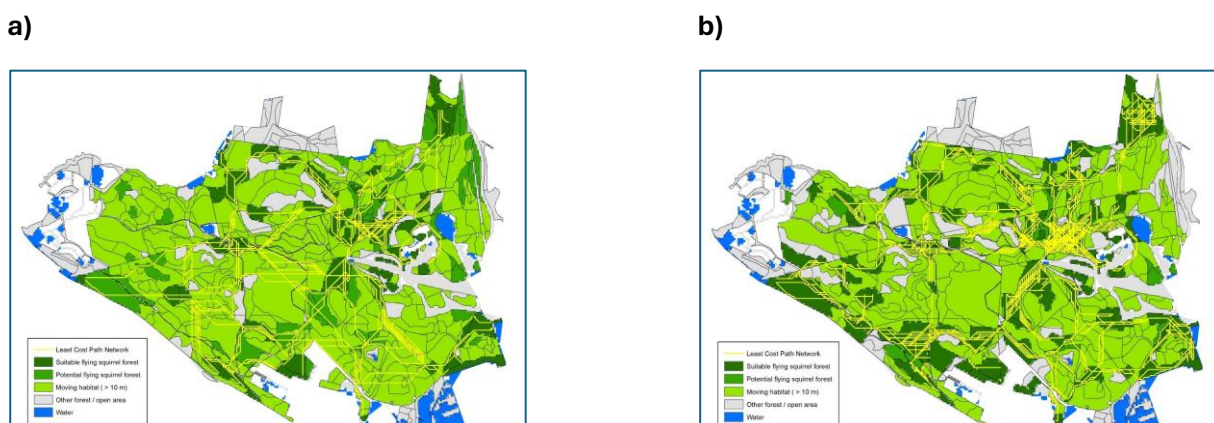 a)
b)
Least Cost Path Network
Suitable flying squirrel forest
Potential flying squirrel forest
Moving habitat ( > 10 m)
Other forest / open area
Water
Least Cost Path Network
Suitable flying squirrel forest
Potential flying squirrel forest
Moving habitat ( > 10 m)
Other forest / open area
Water